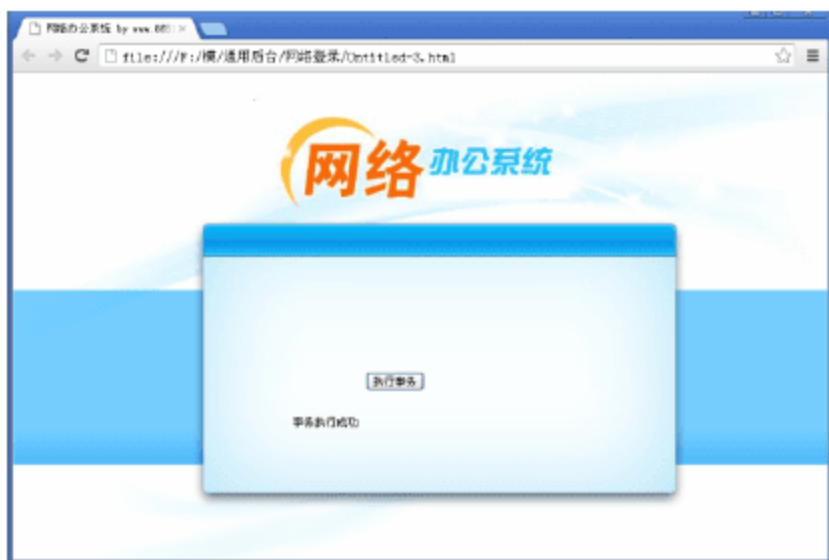 网络办公系统 by www.865
file:///F:/模/通用后台/网络登录/Untitled-3.html
网络办公系统
执行事务
事务执行成功